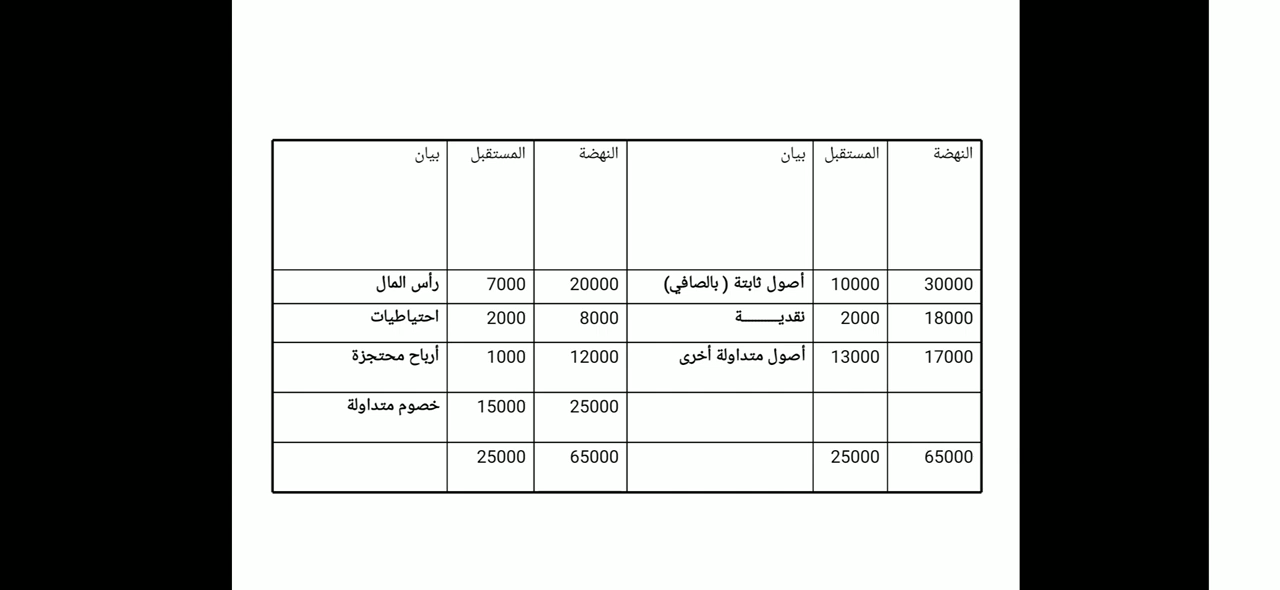 النهضة المستقبل بيان النهضة المستقبل بيان
30000 10000 أصول ثابتة ( بالصافي) 20000 7000 رأس المال
18000 2000 نقديـــــــــة 8000 2000 احتياطيات
17000 13000 أصول متداولة أخرى 12000 1000 أرباح محتجزة
25000 15000 خصوم متداولة
65000 25000 65000 25000